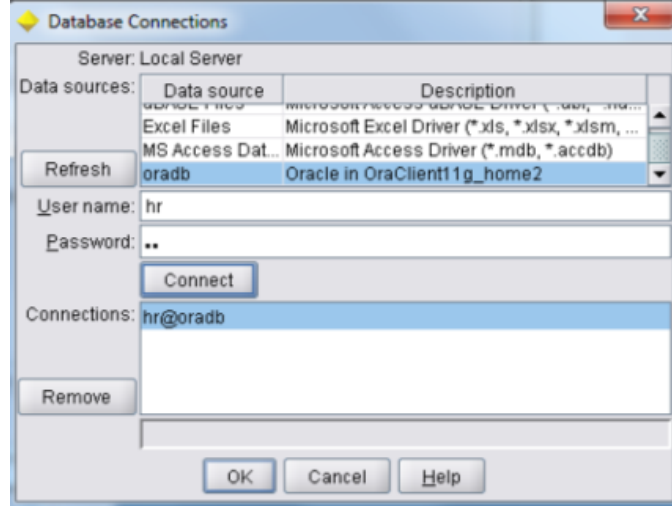 Database Connections
Server: Local Server
Data sources:
Data source Description
Excel Files Microsoft Excel Driver (*.xls, *.xlsx, *.xlsm, ...
MS Access Dat... Microsoft Access Driver (*.mdb, *.accdb)
Refresh
oradb Oracle in OraClient11g_home2
User name: hr
Password: ••
Connect
Connections: hr@oradb
Remove
OK Cancel Help